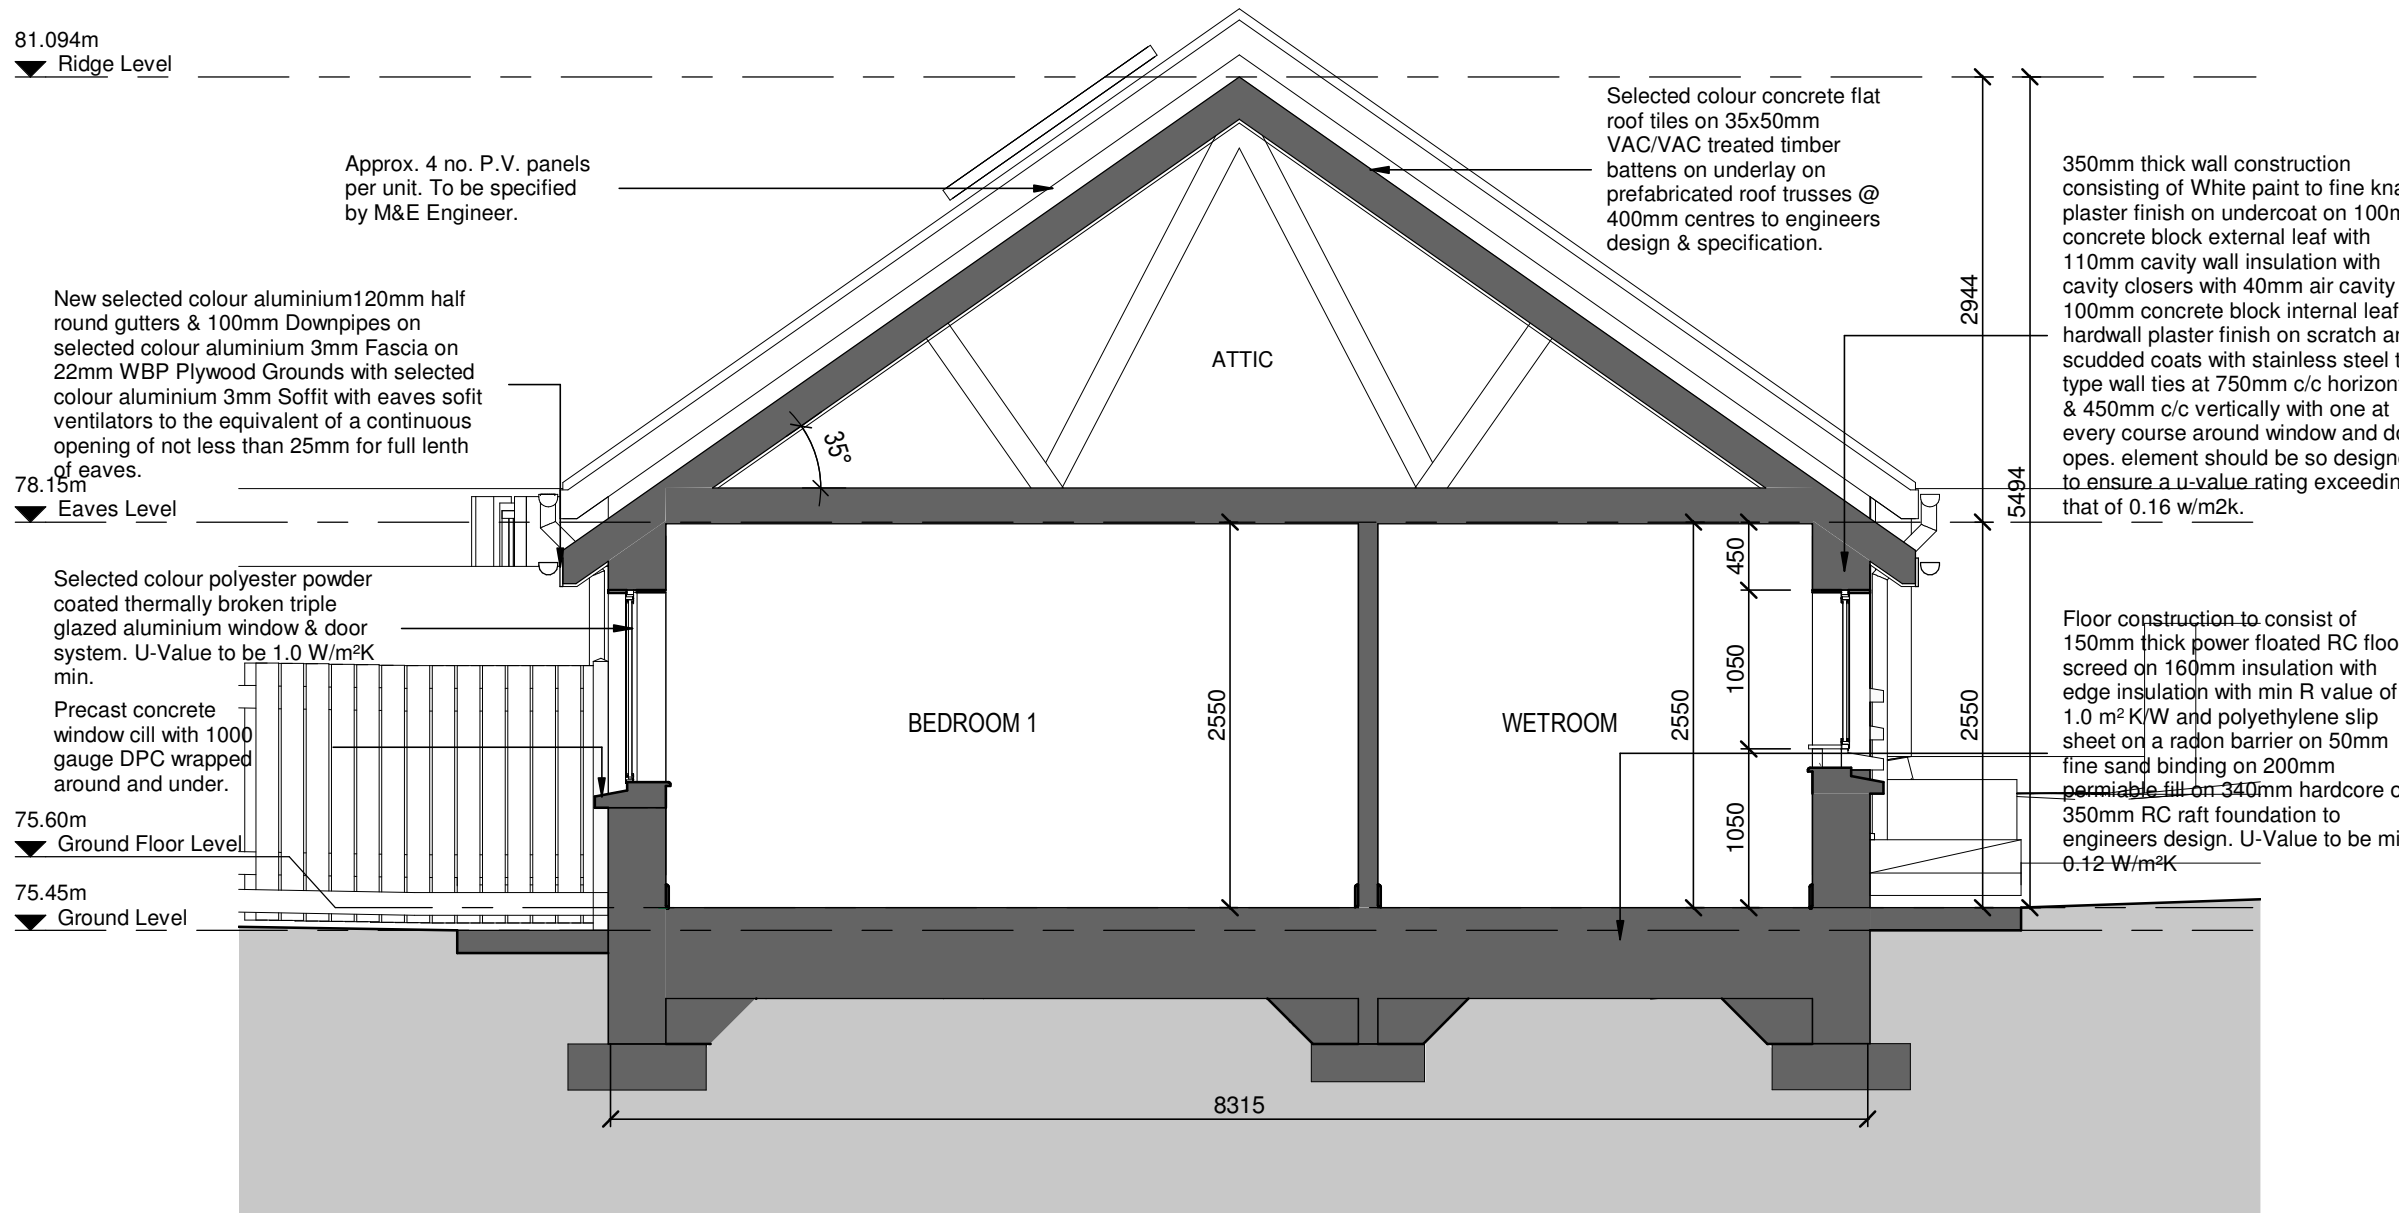 81.094m
Ridge Level
Selected colour concrete flat
roof tiles on 35x50mm
VAC/VAC treated timber
battens on underlay on
prefabricated roof trusses @
400mm centres to engineers
design & specification.
Approx. 4 no. P.V. panels
per unit. To be specified
by M&E Engineer.
350mm thick wall construction
consisting of White paint to fine
plaster finish on undercoat on
concrete block external leaf with
110mm cavity wall insulation with
cavity closers with 40mm air cavity
100mm concrete block internal leaf
hardwall plaster finish on scratch
scudded coats with stainless steel
type wall ties at 750mm c/c
& 450mm c/c vertically with one at
every course around window and
opes. element should be so
to ensure a u-value rating
that of 0.16 w/m2k.
New selected colour aluminium120mm half
round gutters & 100mm Downpipes on
selected colour aluminium 3mm Fascia on
22mm WBP Plywood Grounds with selected
colour aluminium 3mm Soffit with eaves sofit
ventilators to the equivalent of a continuous
opening of not less than 25mm for full lenth
of eaves.
2944
ATTIC
35°
5494
78.15m
Eaves Level
Selected colour polyester powder
coated thermally broken triple
glazed aluminium window & door
system. U-Value to be 1.0 W/m²K
min.
Precast concrete
window cill with 1000
gauge DPC wrapped
around and under.
BEDROOM 1
2550
WETROOM
2550
450
1050
1050
2550
Floor construction to consist of
150mm thick power floated RC
screed on 160mm insulation with
edge insulation with min R value of
1.0 m² K/W and polyethylene slip
sheet on a radon barrier on 50mm
fine sand binding on 200mm
permiable fill on 340mm hardcore
350mm RC raft foundation to
engineers design. U-Value to be
0.12 W/m²K
75.60m
Ground Floor Level
75.45m
Ground Level
8315